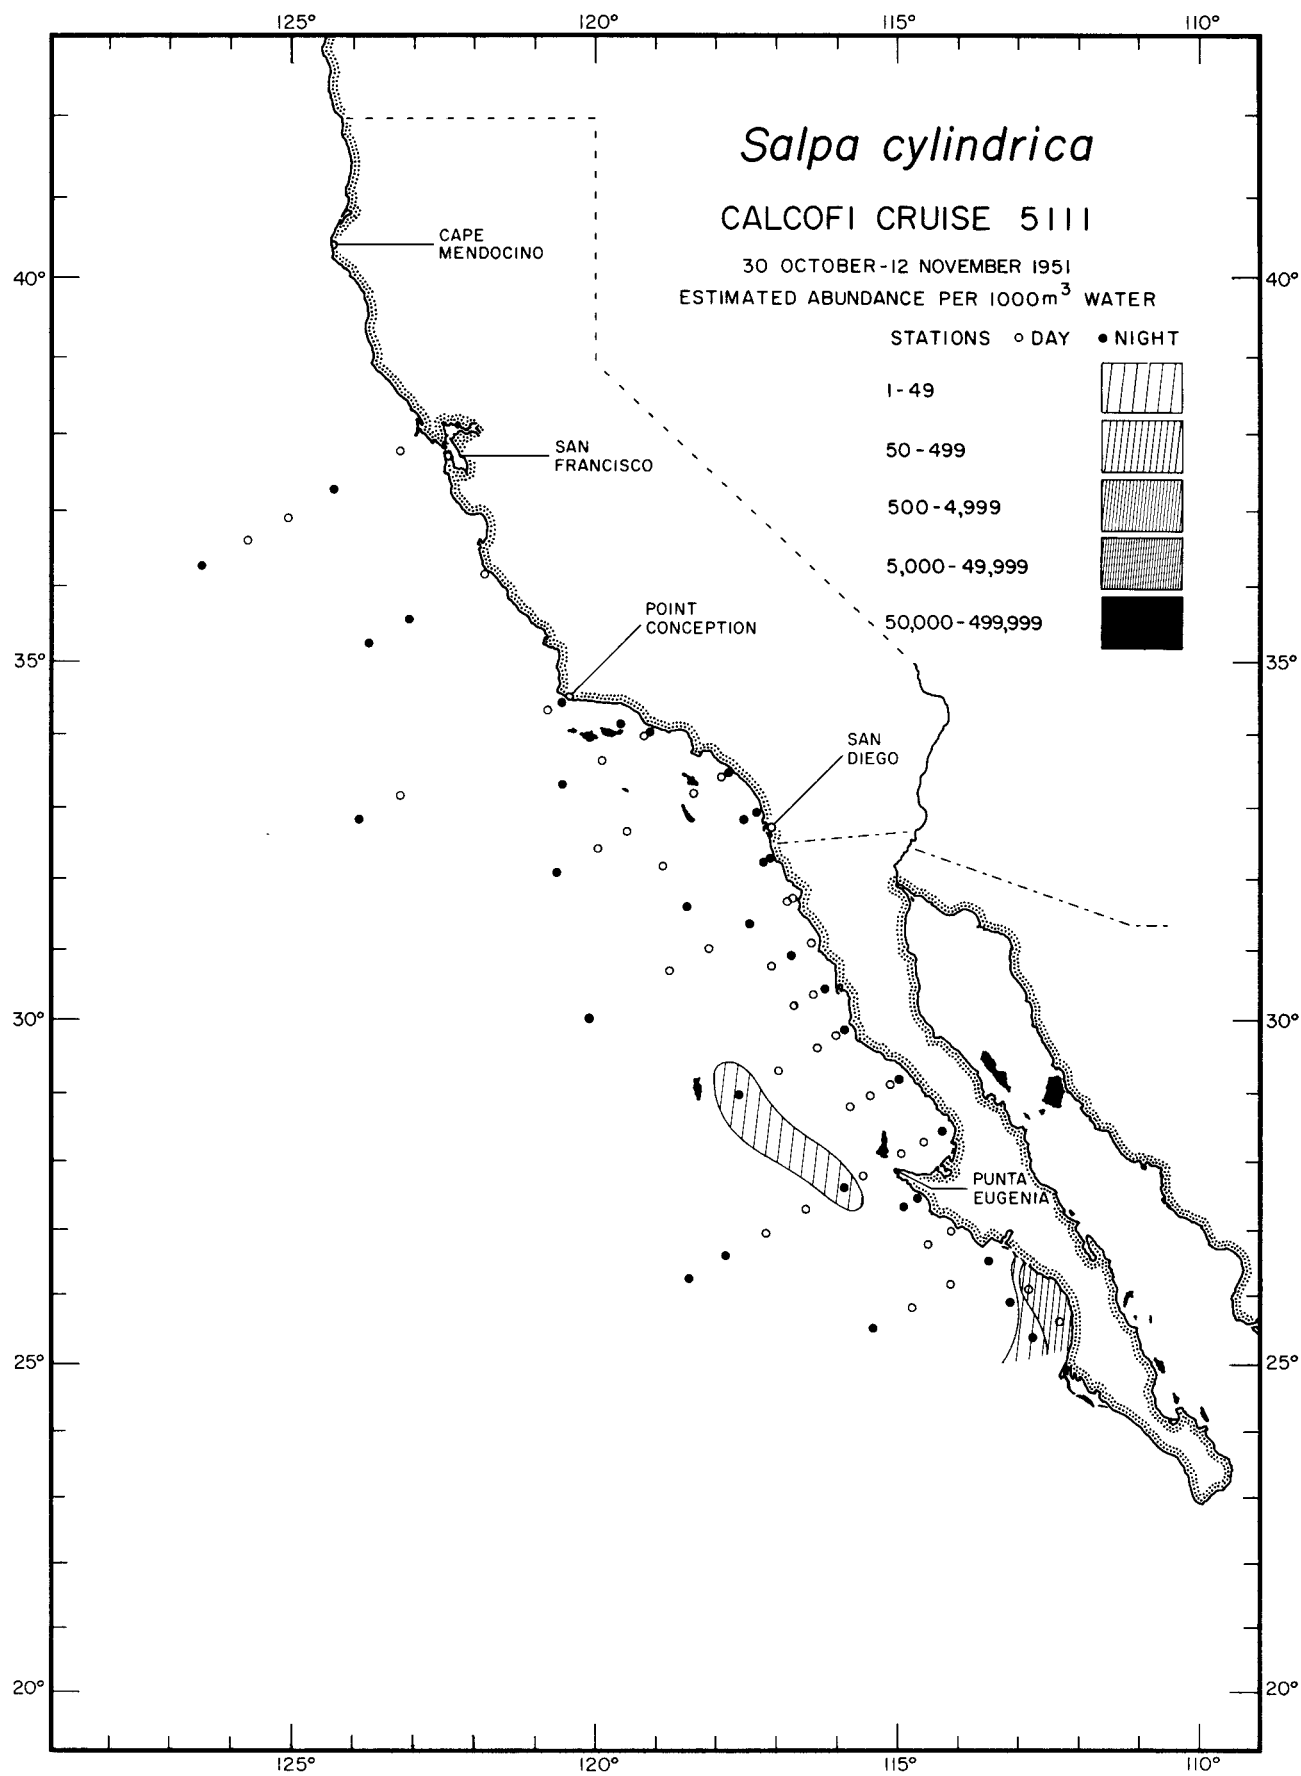 125° 120° 115° 110°
Salpa cylindrica
CALCOFI CRUISE 5111
30 OCTOBER-12 NOVEMBER 1951
ESTIMATED ABUNDANCE PER 1000m³ WATER
STATIONS ○ DAY ● NIGHT
1-49
50-499
500-4,999
5,000-49,999
50,000-499,999
CAPE
MENDOCINO
40° 40°
SAN
FRANCISCO
POINT
CONCEPTION
35° 35°
SAN
DIEGO
30° 30°
PUNTA
EUGENIA
25° 25°
20° 20°
125° 120° 115° 110°